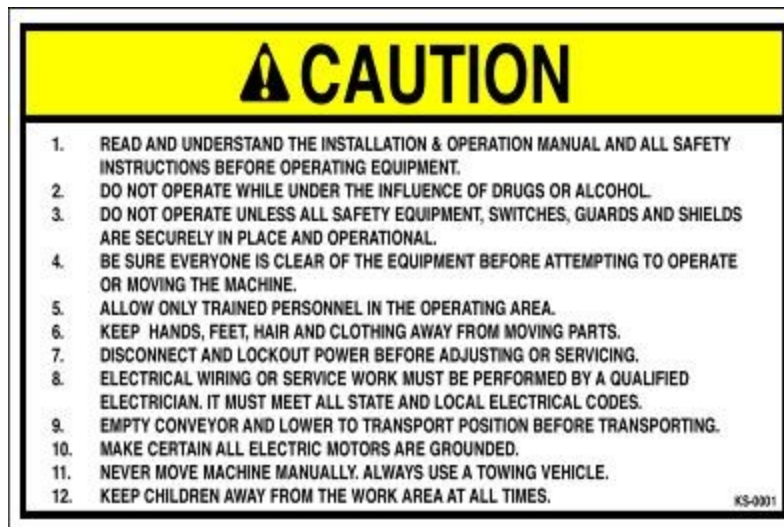 CAUTION
1. READ AND UNDERSTAND THE INSTALLATION & OPERATION MANUAL AND ALL SAFETY
INSTRUCTIONS BEFORE OPERATING EQUIPMENT.
2. DO NOT OPERATE WHILE UNDER THE INFLUENCE OF DRUGS OR ALCOHOL.
3. DO NOT OPERATE UNLESS ALL SAFETY EQUIPMENT, SWITCHES, GUARDS AND SHIELDS
ARE SECURELY IN PLACE AND OPERATIONAL.
4. BE SURE EVERYONE IS CLEAR OF THE EQUIPMENT BEFORE ATTEMPTING TO OPERATE
OR MOVING THE MACHINE.
5. ALLOW ONLY TRAINED PERSONNEL IN THE OPERATING AREA.
6. KEEP HANDS, FEET, HAIR AND CLOTHING AWAY FROM MOVING PARTS.
7. DISCONNECT AND LOCKOUT POWER BEFORE ADJUSTING OR SERVICING.
8. ELECTRICAL WIRING OR SERVICE WORK MUST BE PERFORMED BY A QUALIFIED
ELECTRICIAN. IT MUST MEET ALL STATE AND LOCAL ELECTRICAL CODES.
9. EMPTY CONVEYOR AND LOWER TO TRANSPORT POSITION BEFORE TRANSPORTING.
10. MAKE CERTAIN ALL ELECTRIC MOTORS ARE GROUNDED.
11. NEVER MOVE MACHINE MANUALLY. ALWAYS USE A TOWING VEHICLE.
12. KEEP CHILDREN AWAY FROM THE WORK AREA AT ALL TIMES.
KS-0001